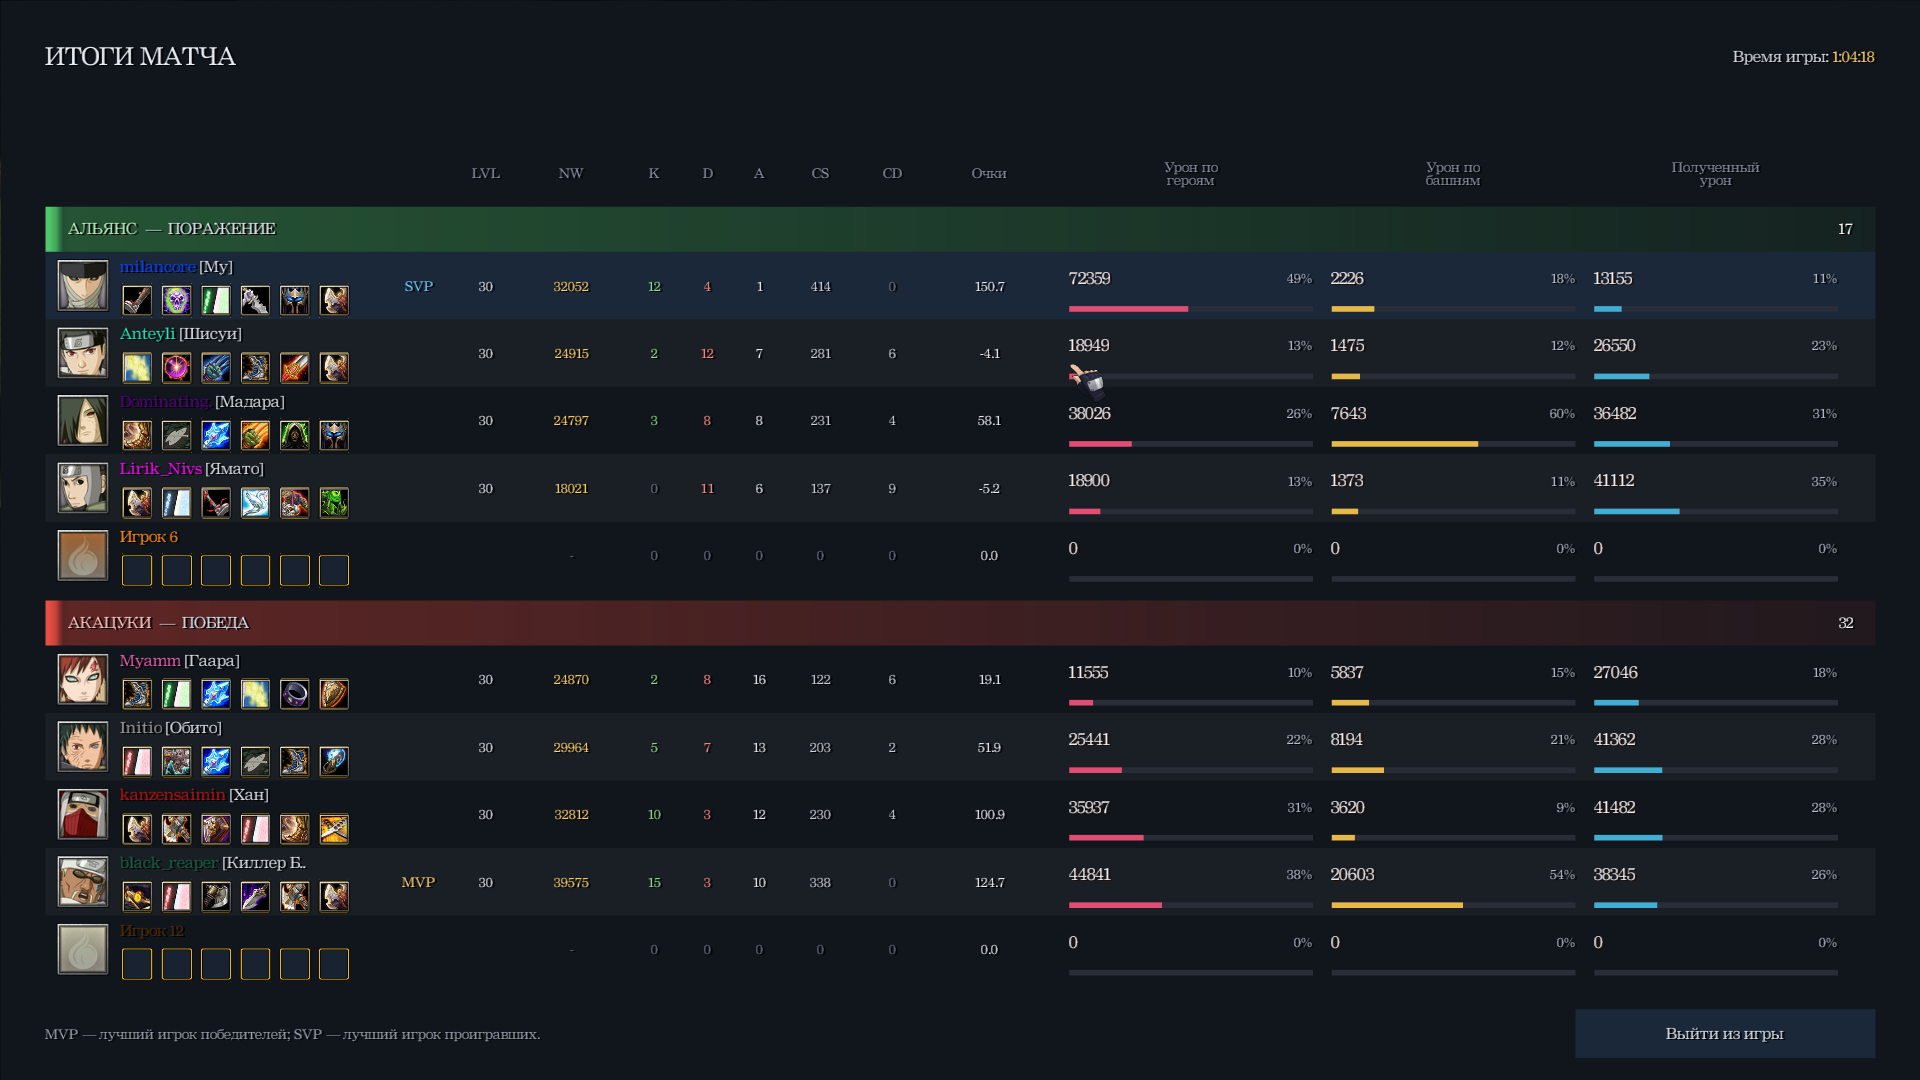 ИТОГИ МАТЧА
Время игры: 1:04:18
LVL NW K D A CS CD Очки Урон по героям Урон по башням Полученный урон
АЛЬЯНС — ПОРАЖЕНИЕ 17
milancore [Му]
SVP 30 32052 12 4 1 414 0 150.7 72359 49% 2226 18% 13155 11%
Anteyli [Шисуи]
30 24915 2 12 7 281 6 -4.1 18949 13% 1475 12% 26550 23%
Dominating. [Мадара]
30 24797 3 8 8 231 4 58.1 38026 26% 7643 60% 36482 31%
Lirik_Nivs [Ямато]
30 18021 0 11 6 137 9 -5.2 18900 13% 1373 11% 41112 35%
Игрок 6
- 0 0 0 0 0 0.0 0 0% 0 0% 0 0%
АКАЦУКИ — ПОБЕДА 32
Myamm [Гаара]
30 24870 2 8 16 122 6 19.1 11555 10% 5837 15% 27046 18%
Initio [Обито]
30 29964 5 7 13 203 2 51.9 25441 22% 8194 21% 41362 28%
kanzensaimin [Хан]
30 32812 10 3 12 230 4 100.9 35937 31% 3620 9% 41482 28%
black_reaper [Киллер Б..
MVP 30 39575 15 3 10 338 0 124.7 44841 38% 20603 54% 38345 26%
Игрок 12
- 0 0 0 0 0 0.0 0 0% 0 0% 0 0%
MVP — лучший игрок победителей; SVP — лучший игрок проигравших.
Выйти из игры